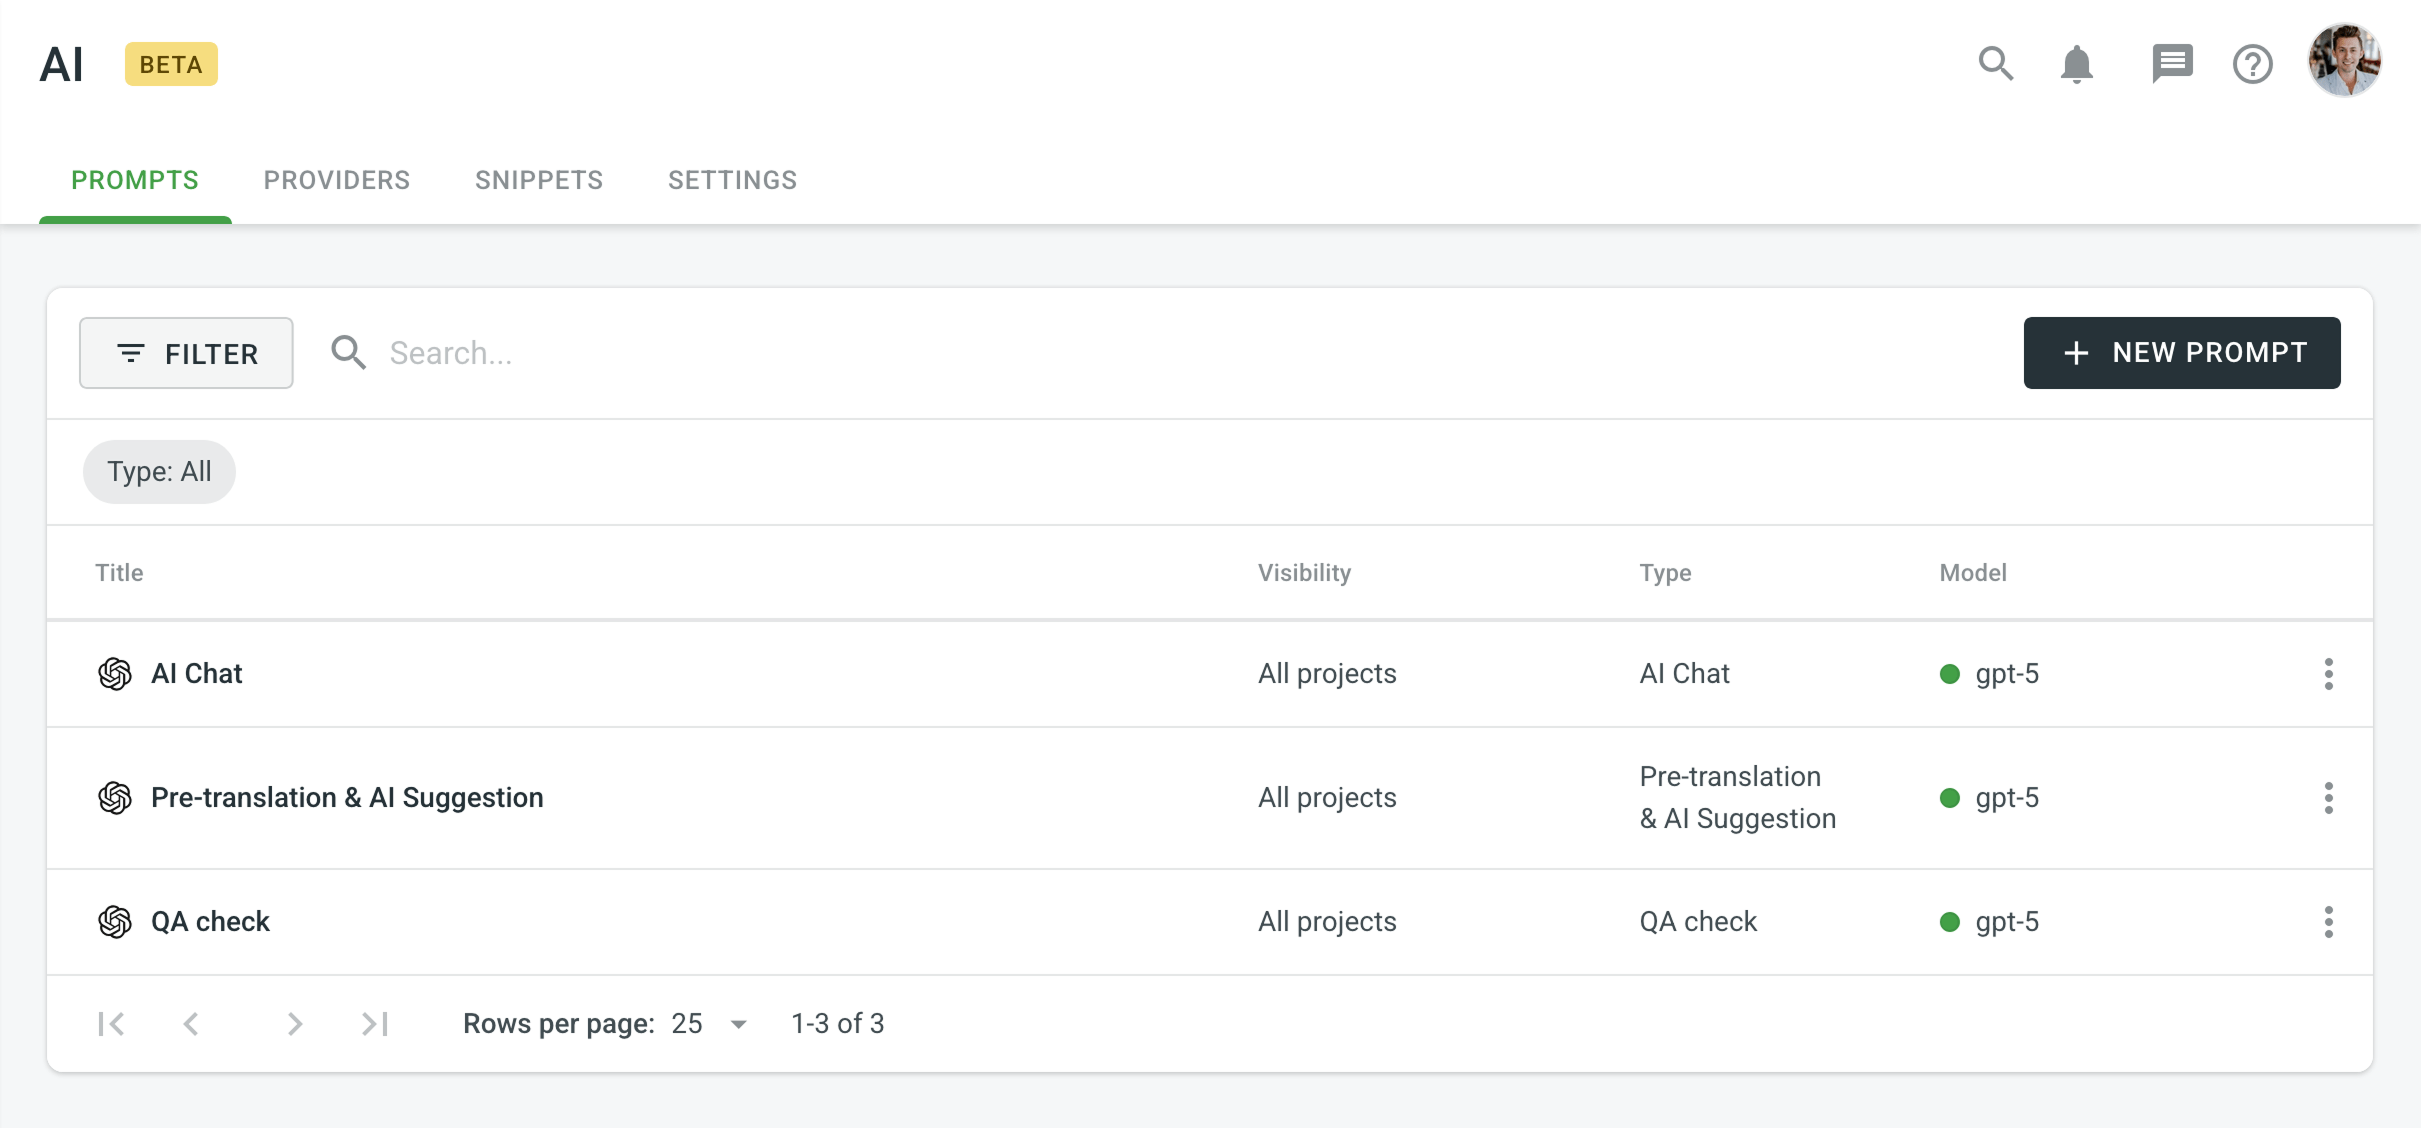 AI BETA
PROMPTS PROVIDERS SNIPPETS SETTINGS
FILTER Search... NEW PROMPT
Type: All
Title Visibility Type Model
AI Chat All projects AI Chat gpt-5
Pre-translation & AI Suggestion All projects Pre-translation
& AI Suggestion gpt-5
QA check All projects QA check gpt-5
Rows per page: 25 1-3 of 3